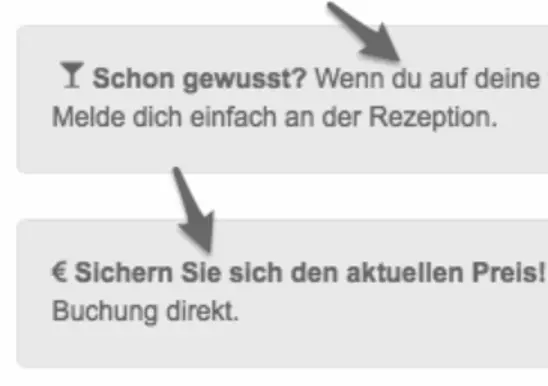 Schon gewusst? Wenn du auf deine
Melde dich einfach an der Rezeption.
€ Sichern Sie sich den aktuellen Preis!
Buchung direkt.